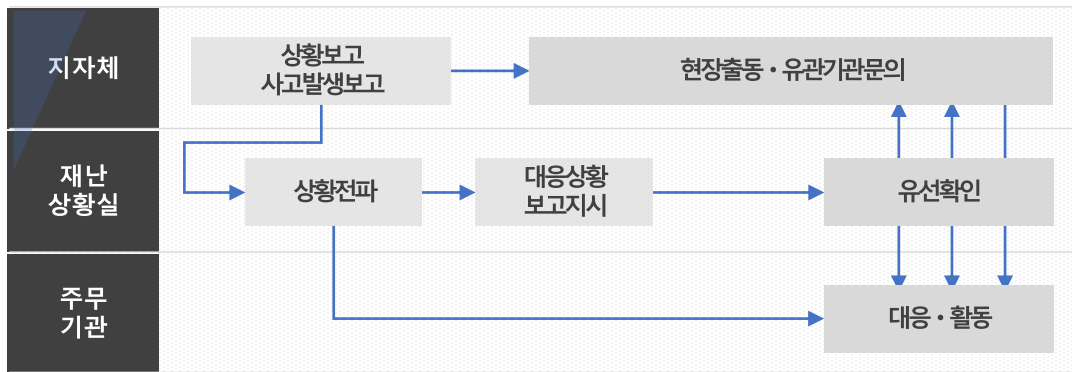 지자체
상황보고
사고발생보고
현장출동 • 유관기관문의
재난
상황실
상황전파
대응상황
보고지시
유선확인
주무
기관
대응 • 활동